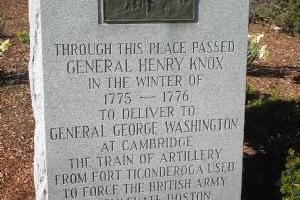 THROUGH THIS PLACE PASSED
GENERAL HENRY KNOX
IN THE WINTER OF
1775 — 1776
TO DELIVER TO
GENERAL GEORGE WASHINGTON
AT CAMBRIDGE
THE TRAIN OF ARTILLERY
FROM FORT TICONDEROGA USED
TO FORCE THE BRITISH ARMY
BOSTON